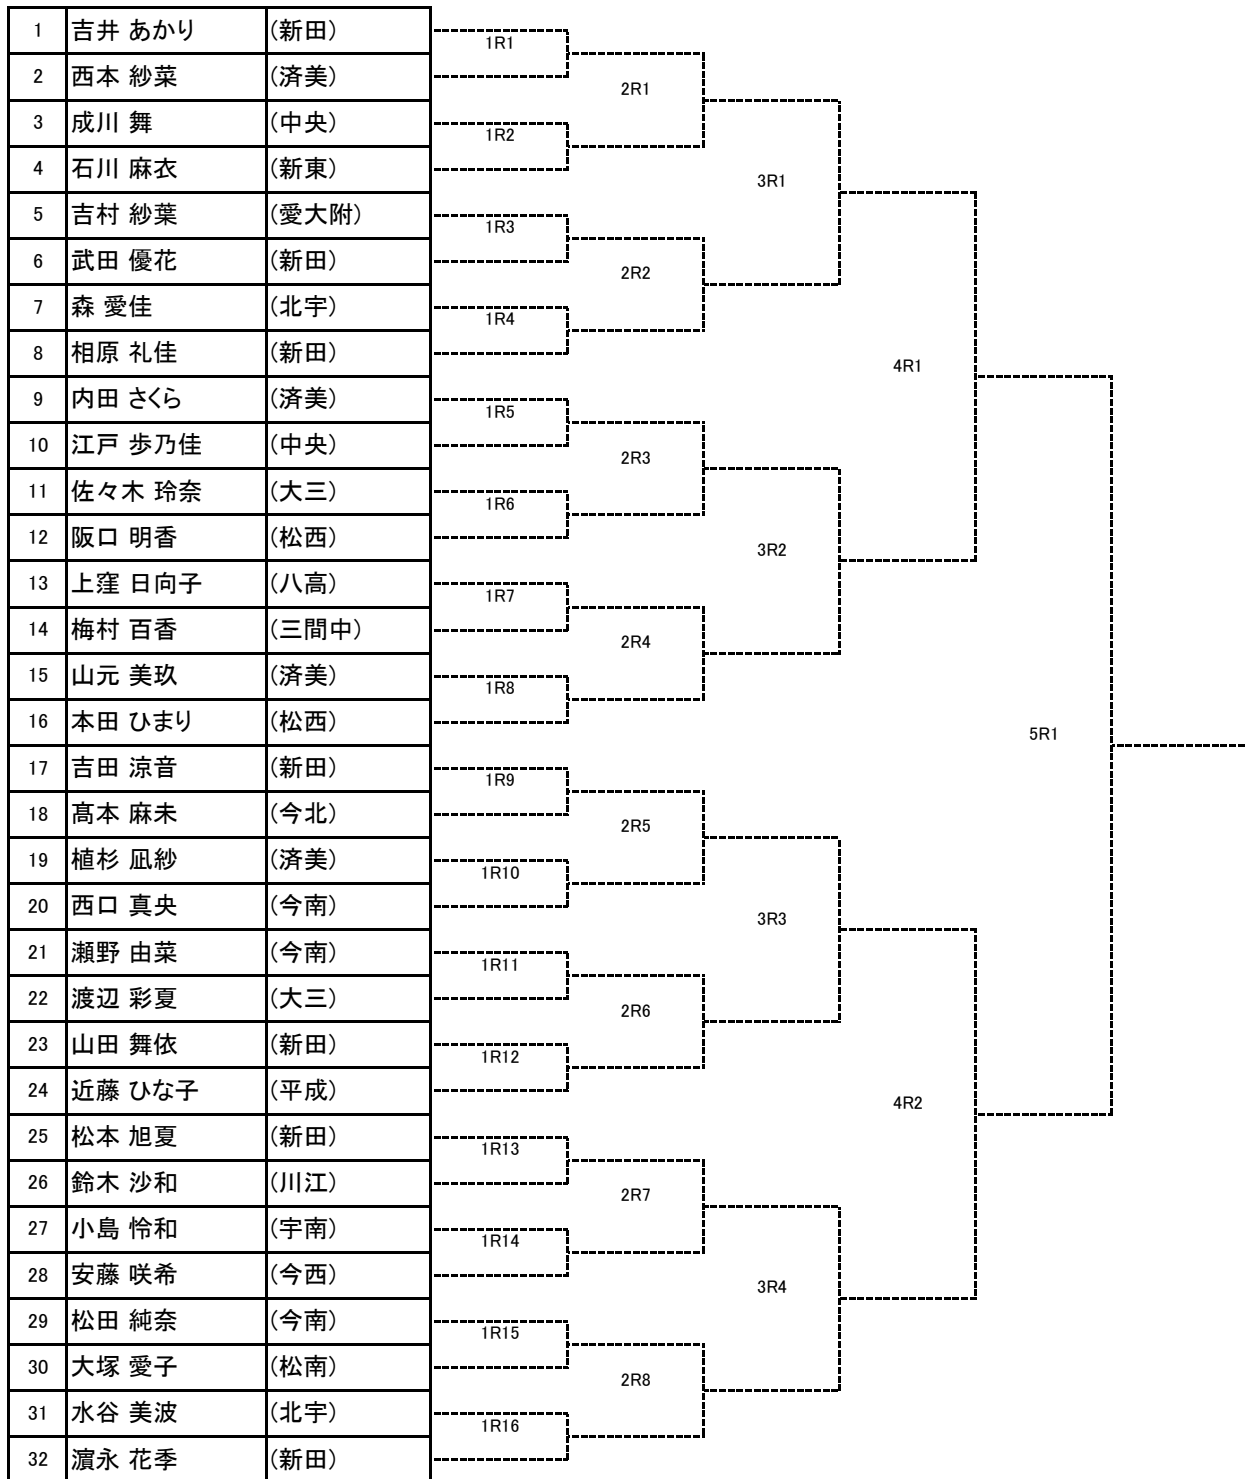 1 吉井 あかり (新田)
2 西本 紗菜 (済美)
3 成川 舞 (中央)
4 石川 麻衣 (新東)
5 吉村 紗葉 (愛大附)
6 武田 優花 (新田)
7 森 愛佳 (北宇)
8 相原 礼佳 (新田)
9 内田 さくら (済美)
10 江戸 歩乃佳 (中央)
11 佐々木 玲奈 (大三)
12 阪口 明香 (松西)
13 上窪 日向子 (八高)
14 梅村 百香 (三間中)
15 山元 美玖 (済美)
16 本田 ひまり (松西)
17 吉田 涼音 (新田)
18 髙本 麻未 (今北)
19 植杉 凪紗 (済美)
20 西口 真央 (今南)
21 瀬野 由菜 (今南)
22 渡辺 彩夏 (大三)
23 山田 舞依 (新田)
24 近藤 ひな子 (平成)
25 松本 旭夏 (新田)
26 鈴木 沙和 (川江)
27 小島 怜和 (宇南)
28 安藤 咲希 (今西)
29 松田 純奈 (今南)
30 大塚 愛子 (松南)
31 水谷 美波 (北宇)
32 濵永 花季 (新田)
1R1
1R2
1R3
1R4
1R5
1R6
1R7
1R8
1R9
1R10
1R11
1R12
1R13
1R14
1R15
1R16
2R1
2R2
2R3
2R4
2R5
2R6
2R7
2R8
3R1
3R2
3R3
3R4
4R1
4R2
5R1